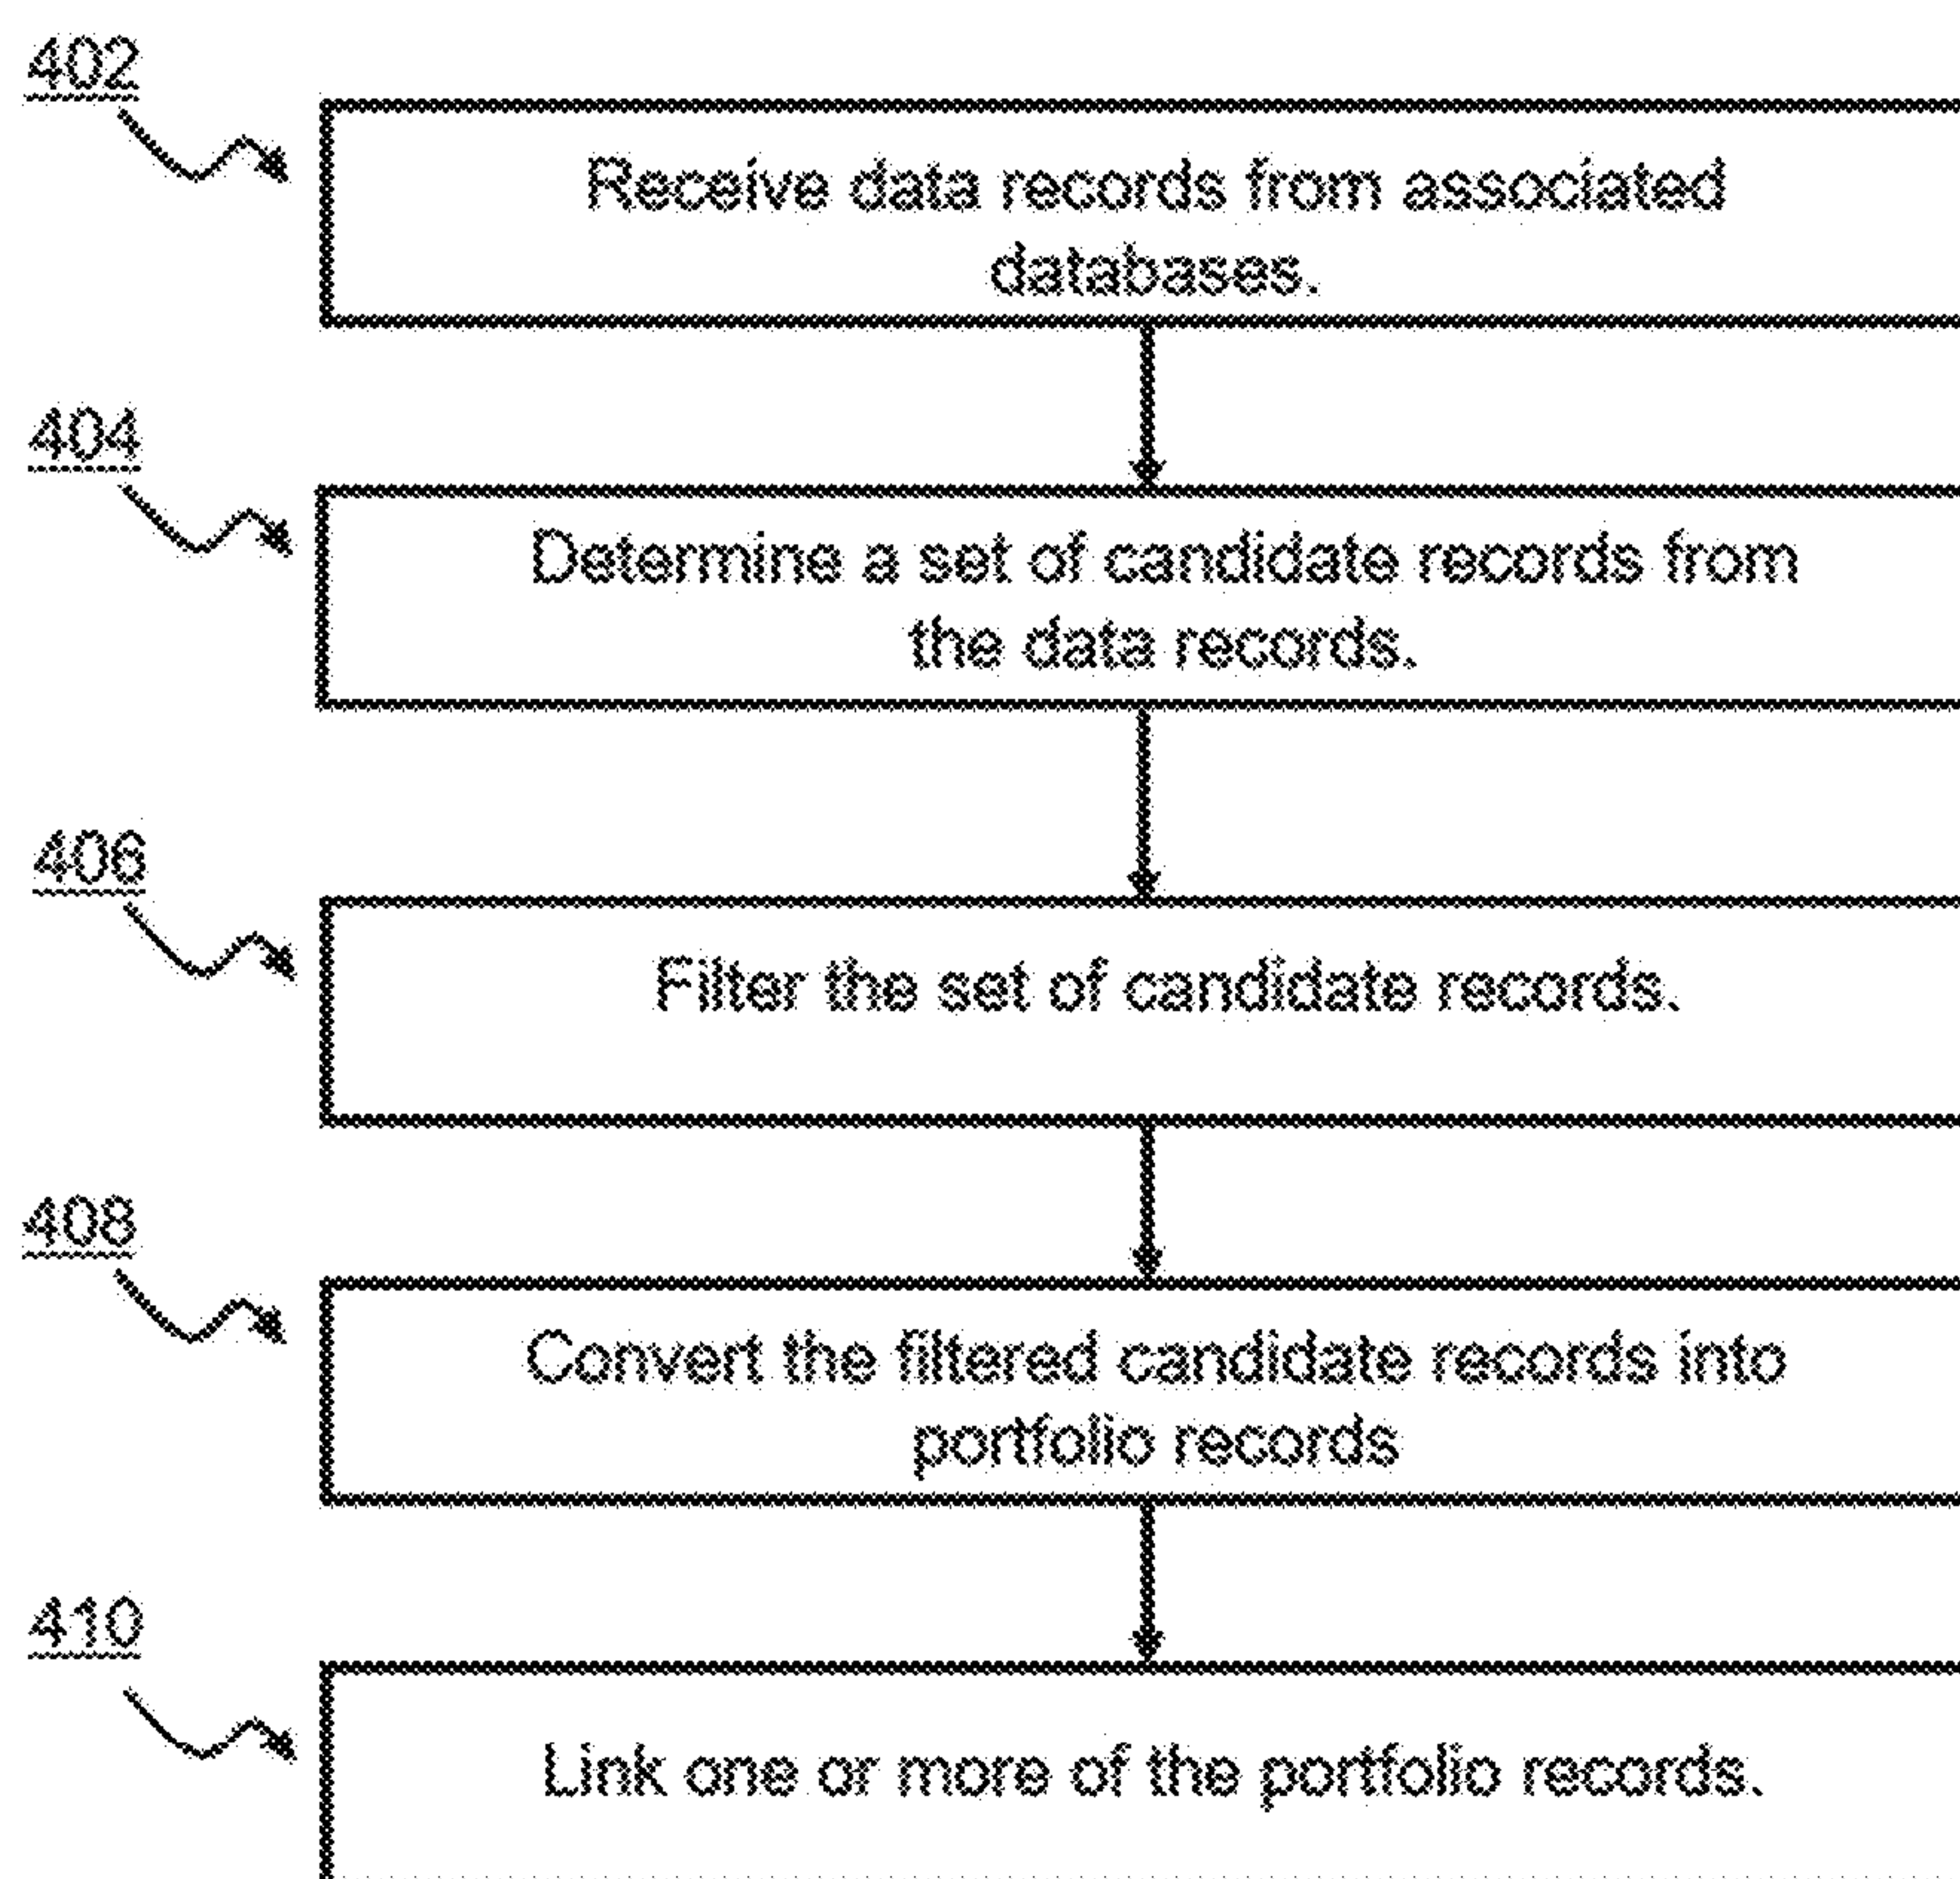 402
Receive data records from associated
databases.
404
Determine a set of candidate records from
the data records.
406
Filter the set of candidate records.
408
Convert the filtered candidate records into
portfolio records
410
Link one or more of the portfolio records.